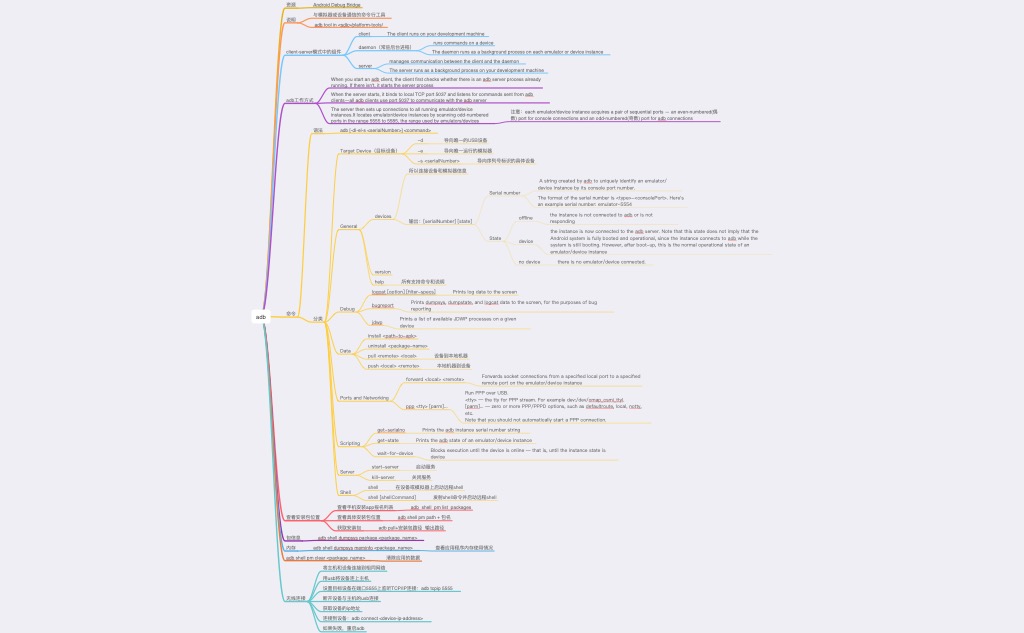 adb
全称
Android Debug Bridge
与模拟器或设备通信的命令行工具
adb tool in <sdk>/platform-tools/
client-server模式中的组件
client
The client runs on your development machine
daemon（常驻后台进程）
runs commands on a device
The daemon runs as a background process on each emulator or device instance
server
manages communication between the client and the daemon
The server runs as a background process on your development machine
adb工作方式
When you start an adb client, the client first checks whether there is an adb server process already
running. If there isn't, it starts the server process
When the server starts, it binds to local TCP port 5037 and listens for commands sent from adb
clients—all adb clients use port 5037 to communicate with the adb server
The server then sets up connections to all running emulator/device
instances.It locates emulator/device instances by scanning odd-numbered
ports in the range 5555 to 5585, the range used by emulators/devices
注意：each emulator/device instance acquires a pair of sequential ports — an even-numbered(偶
数) port for console connections and an odd-numbered(奇数) port for adb connections
命令
语法
adb [-d|-e|-s <serialNumber>] <command>
分类
Target Device（目标设备）
-d
导向唯一的USB设备
-e
导向唯一运行的模拟器
-s <serialNumber>
导向序列号标识的具体设备
General
devices
所以连接设备和模拟器信息
输出：[serialNumber] [state]
Serial number
A string created by adb to uniquely identify an emulator/
device instance by its console port number.
The format of the serial number is <type>-<consolePort>. Here's
an example serial number: emulator-5554
State
offline
the instance is not connected to adb or is not
responding
device
the instance is now connected to the adb server. Note that this state does not imply that the
Android system is fully booted and operational, since the instance connects to adb while the
system is still booting. However, after boot-up, this is the normal operational state of an
emulator/device instance
no device
there is no emulator/device connected.
version
help
所有支持命令和说明
Debug
logcat [option] [filter-specs]
Prints log data to the screen
bugreport
Prints dumpsys, dumpstate, and logcat data to the screen, for the purposes of bug
reporting
jdwp
Prints a list of available JDWP processes on a given
device
Data
install <path-to-apk>
uninstall <package-name>
pull <remote> <local>
设备到本地机器
push <local> <remote>
本地机器到设备
Ports and Networking
forward <local> <remote>
Forwards socket connections from a specified local port to a specified
remote port on the emulator/device instance
ppp <tty> [parm]...
Run PPP over USB.
<tty> — the tty for PPP stream. For example dev:/dev/omap_csmi_ttyl.
[parm]... — zero or more PPP/PPPD options, such as defaultroute, local, notty,
etc.
Note that you should not automatically start a PPP connection.
Scripting
get-serialno
Prints the adb instance serial number string
get-state
Prints the adb state of an emulator/device instance
wait-for-device
Blocks execution until the device is online — that is, until the instance state is
device
Server
start-server
启动服务
kill-server
关闭服务
Shell
shell
在设备或模拟器上启动远程shell
shell [shellCommand]
发射shell命令并启动远程shell
查看安装包位置
查看手机安装app包名列表
adb shell pm list packages
查看具体安装包位置
adb shell pm path + 包名
获取安装包
adb pull+安装包路径 输出路径
包信息
adb shell dumpsys package <package_name>
内存
adb shell dumpsys meminfo <package_name>
查看应用程序内存使用情况
adb shell pm clear <package_name>
清除应用的数据
无线连接
将主机和设备连接到相同网络
用usb将设备连上主机
设置目标设备在端口5555上监听TCP/IP连接：adb tcpip 5555
断开设备与主机的usb连接
获取设备的ip地址
连接到设备：adb connect <device-ip-address>
如果失败，重启adb